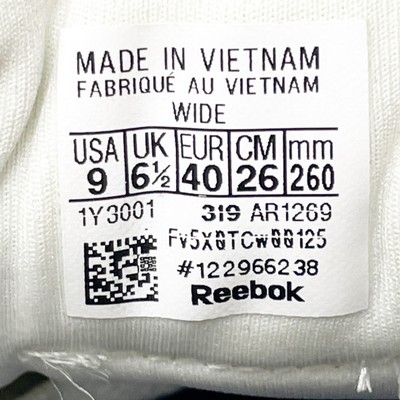 MADE IN VIETNAM
FABRIQUÉ AU VIETNAM
WIDE
USA UK EUR CM mm
9 6½ 40 26 260
1Y3001 319 AR1269
#122966238
Reebok